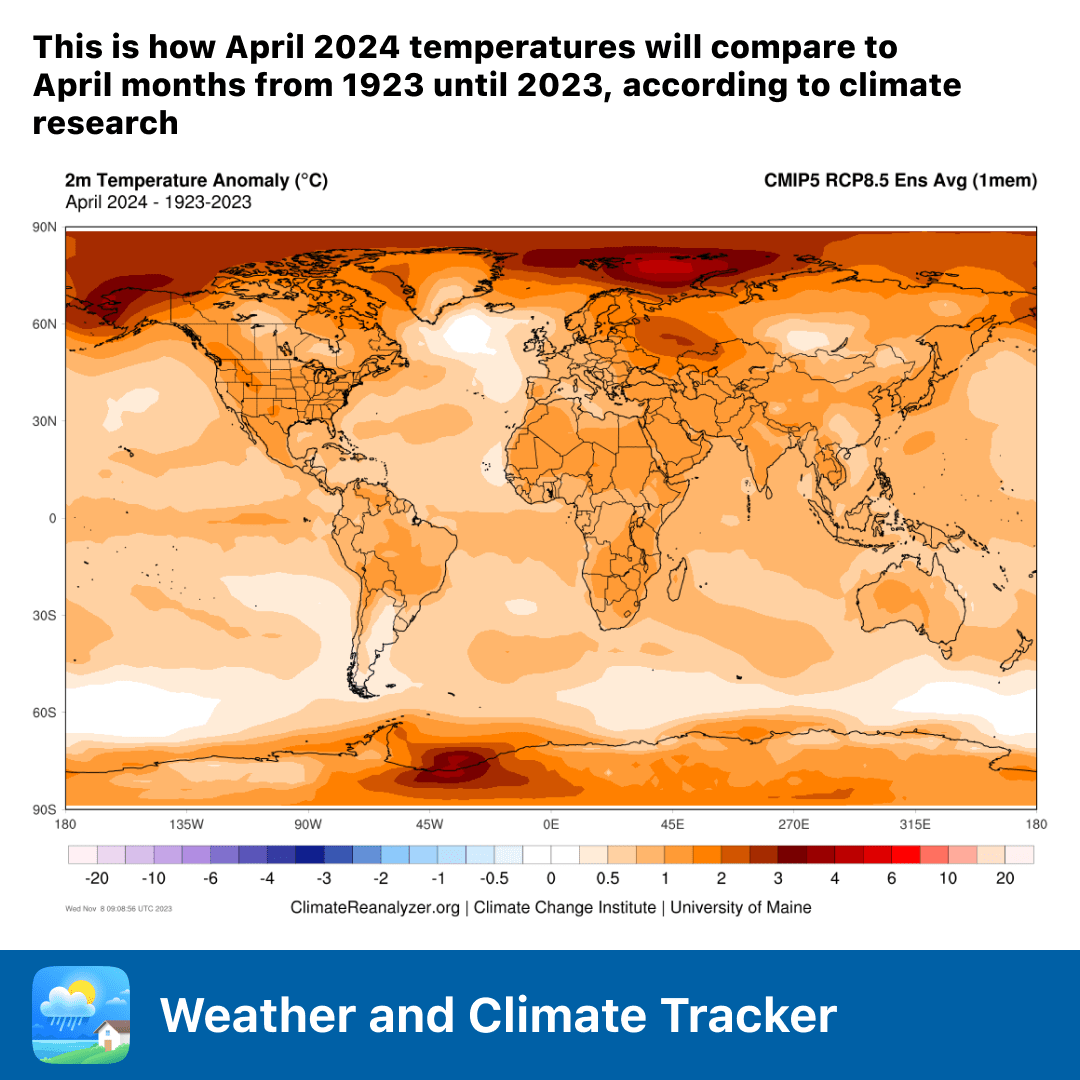 This is how April 2024 temperatures will compare to
April months from 1923 until 2023, according to climate
research
2m Temperature Anomaly (°C)
CMIP5 RCP8.5 Ens Avg (1mem)
April 2024 - 1923-2023
90N
60N
30N
0
30S
60S
90S
180 135W 90W 45W 0E 45E 270E 315E 180
-20 -10 -6 -4 -3 -2 -1 -0.5 0 0.5 1 2 3 4 6 10 20
Wed Nov 8 09:08:56 UTC 2023
ClimateReanalyzer.org | Climate Change Institute | University of Maine
Weather and Climate Tracker